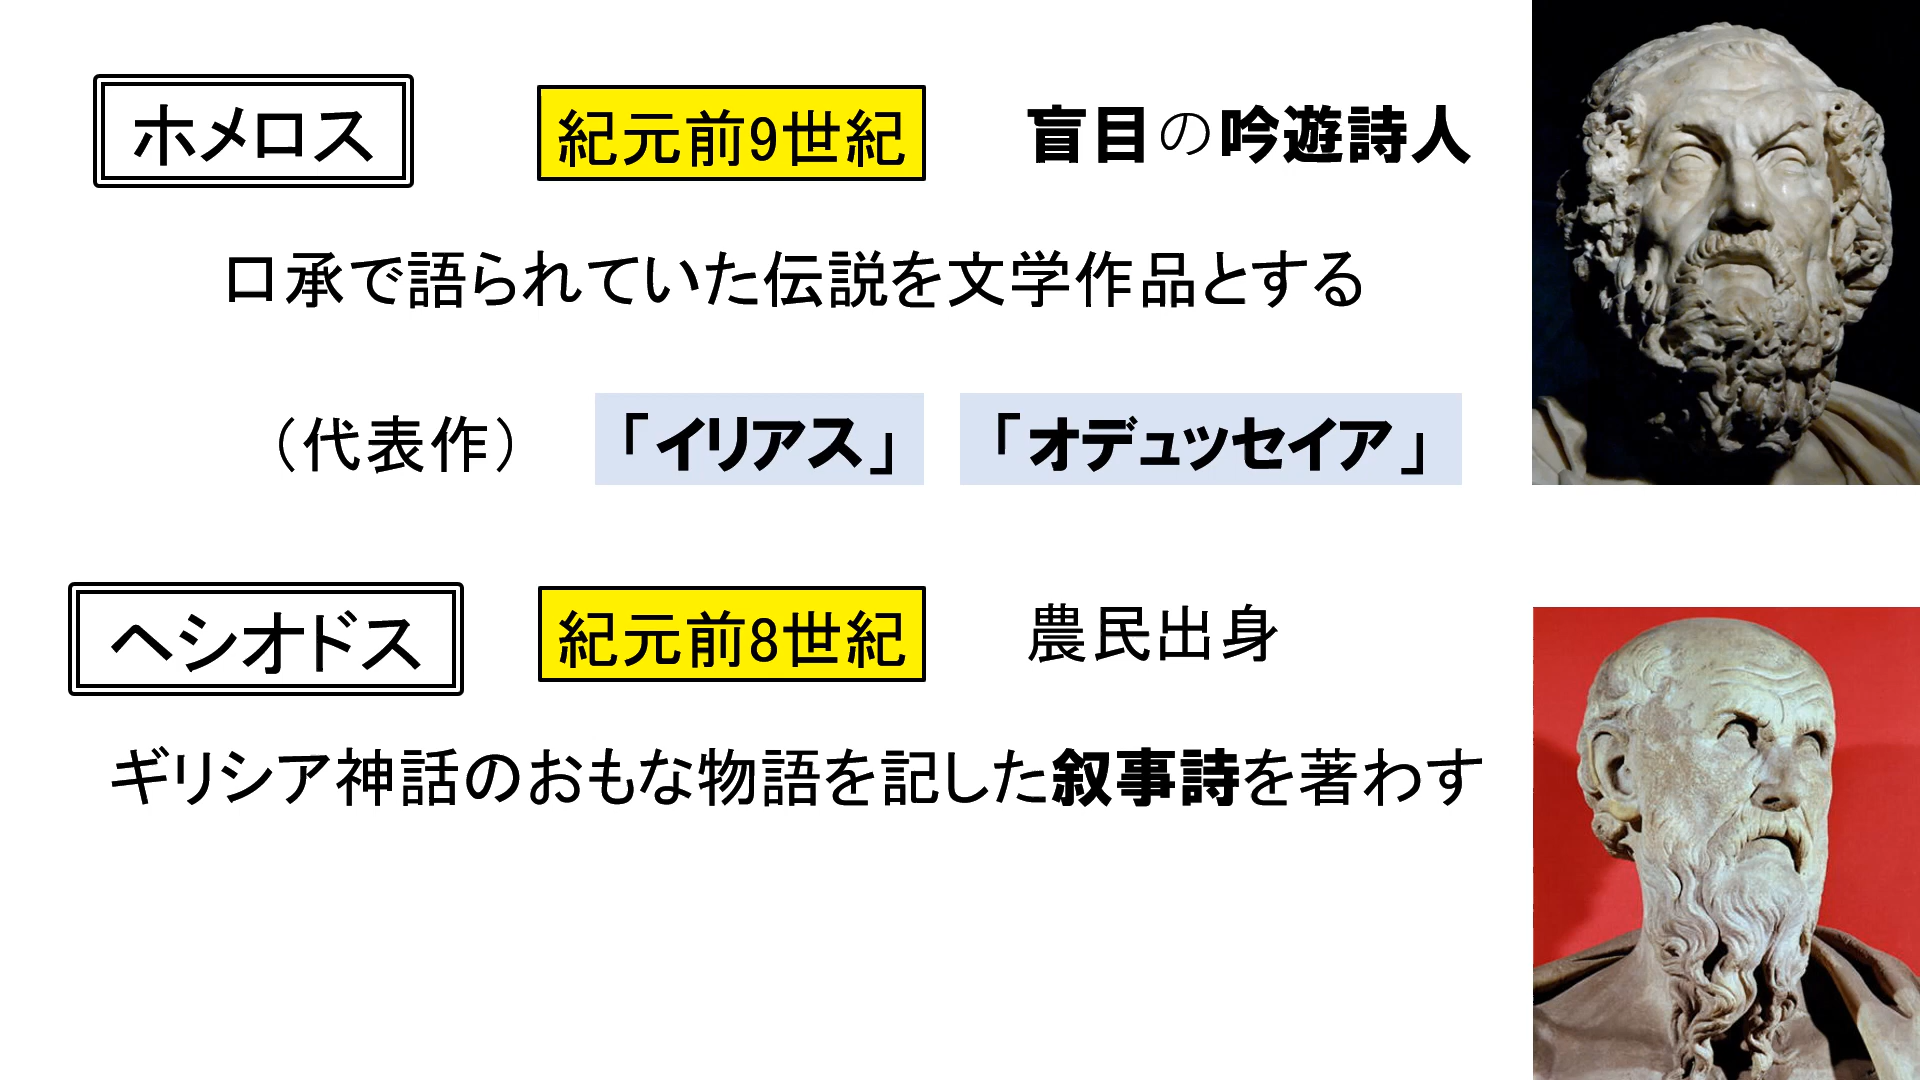 ホメロス 紀元前9世紀 盲目の吟遊詩人
口承で語られていた伝説を文学作品とする
（代表作） 「イリアス」 「オデュッセイア」
ヘシオドス 紀元前8世紀 農民出身
ギリシア神話のおもな物語を記した叙事詩を著わす